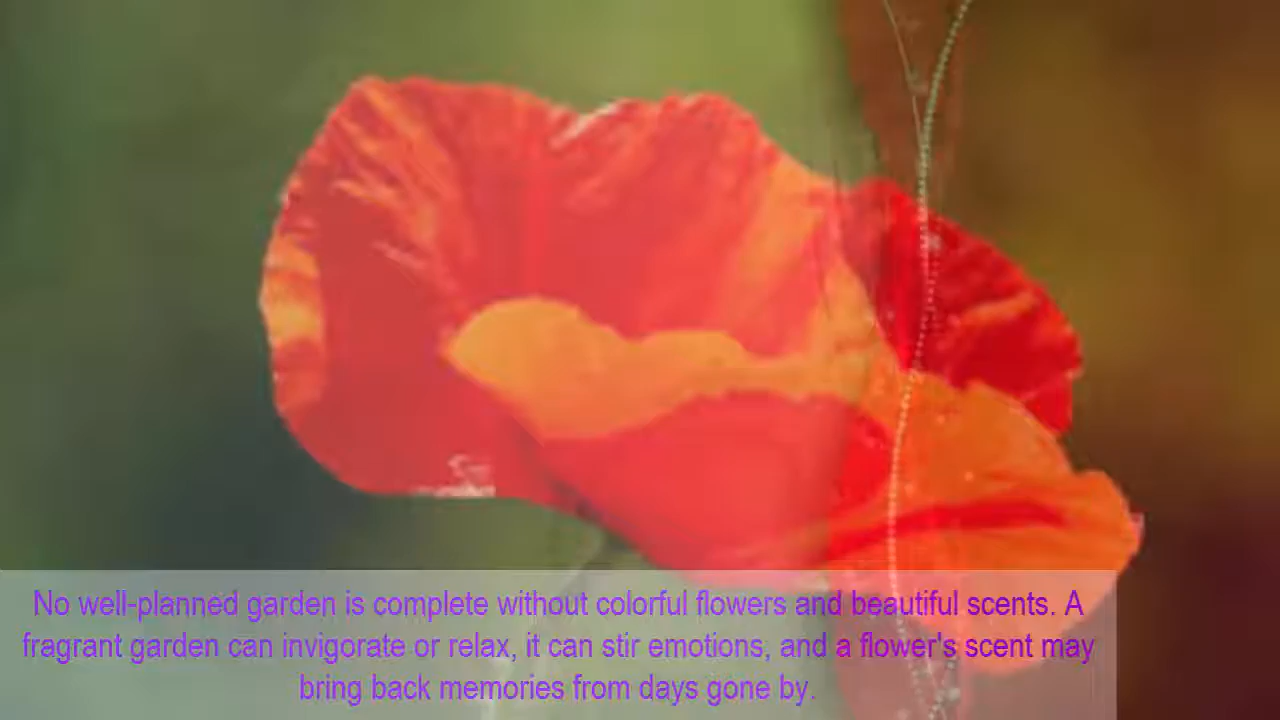 No well-planned garden is complete without colorful flowers and beautiful scents. A
fragrant garden can invigorate or relax, it can stir emotions, and a flower's scent may
bring back memories from days gone by.